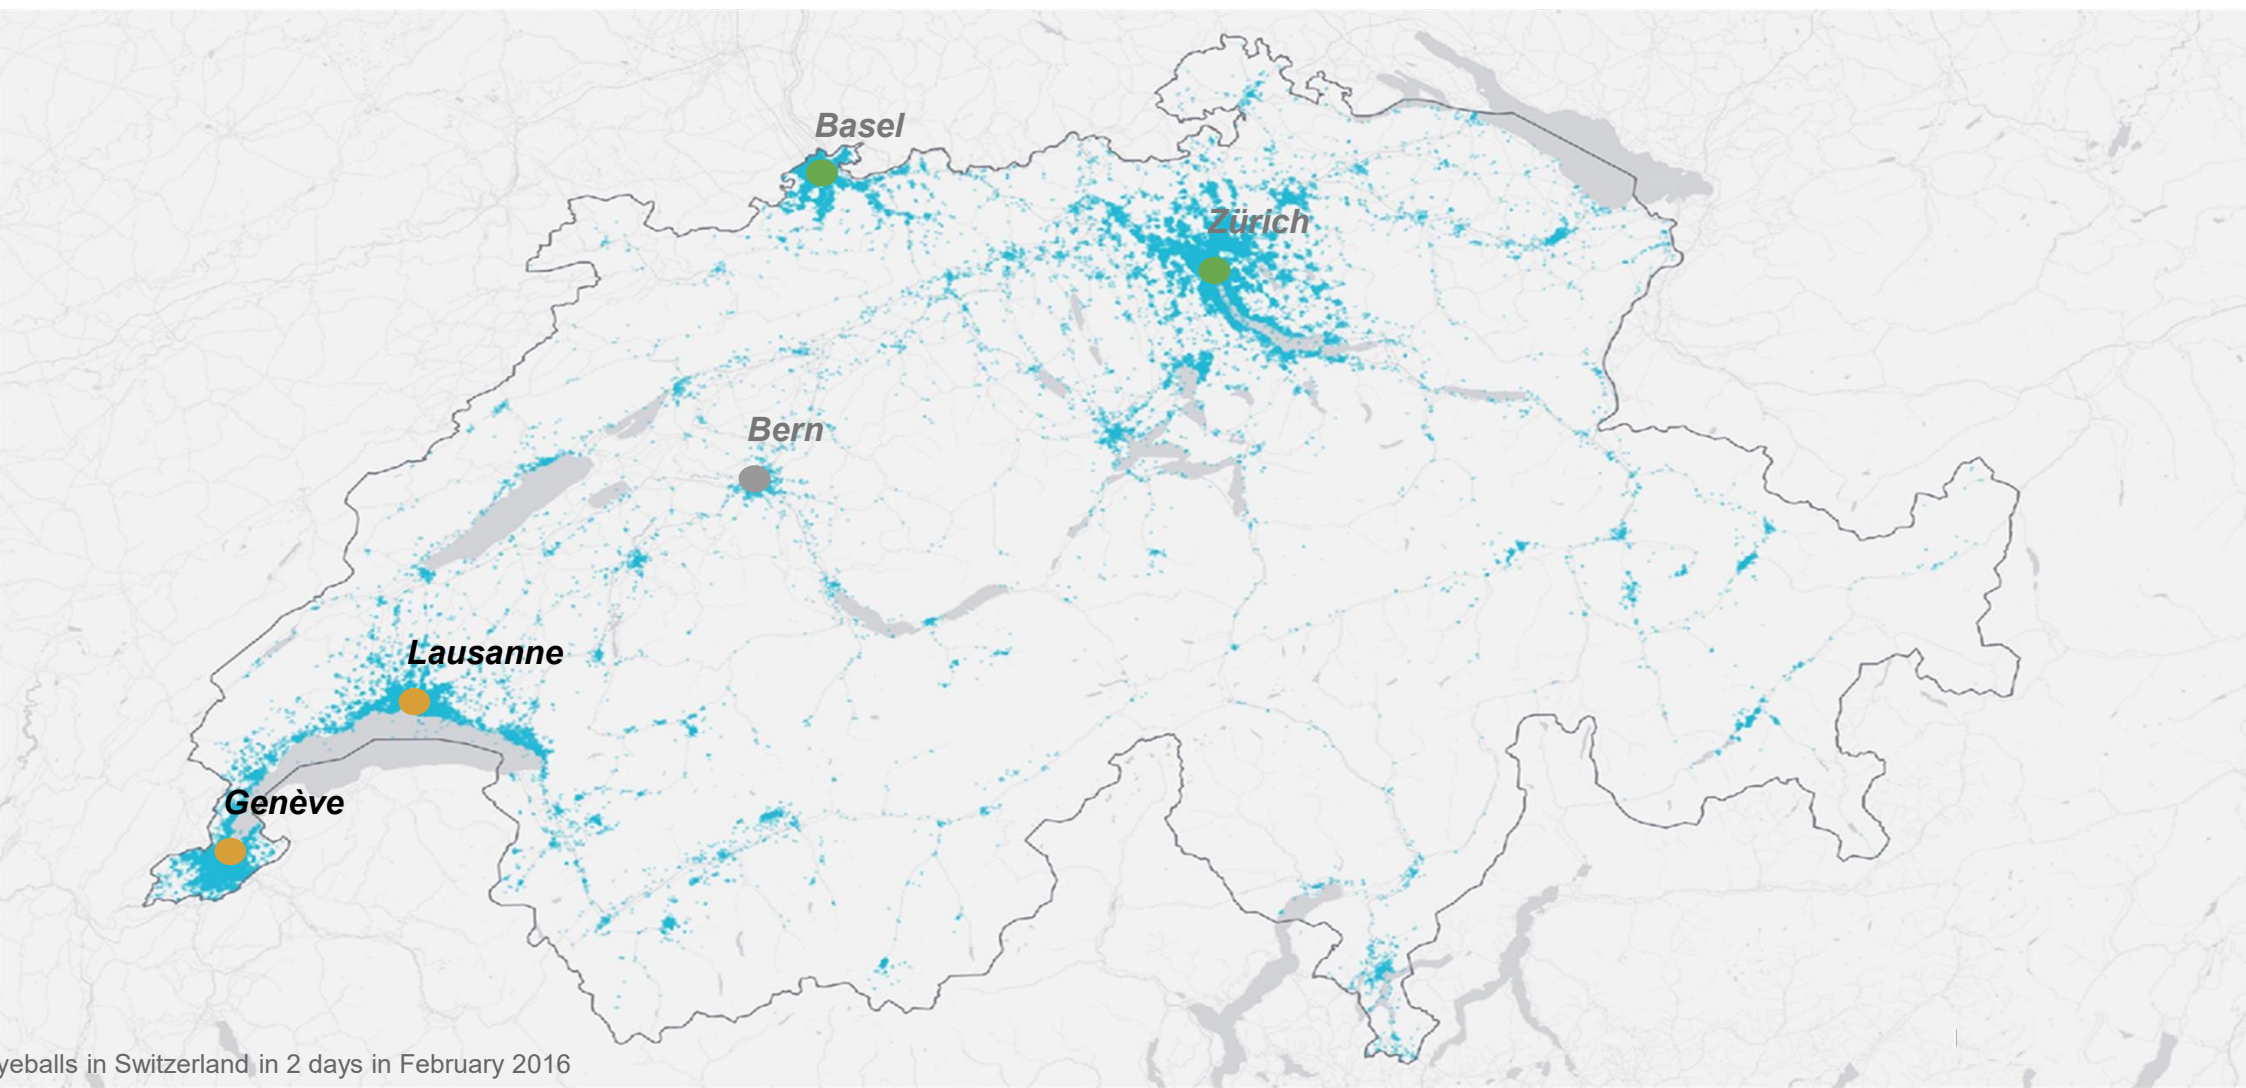 Basel
Zürich
Bern
Lausanne
Genève
yeballs in Switzerland in 2 days in February 2016